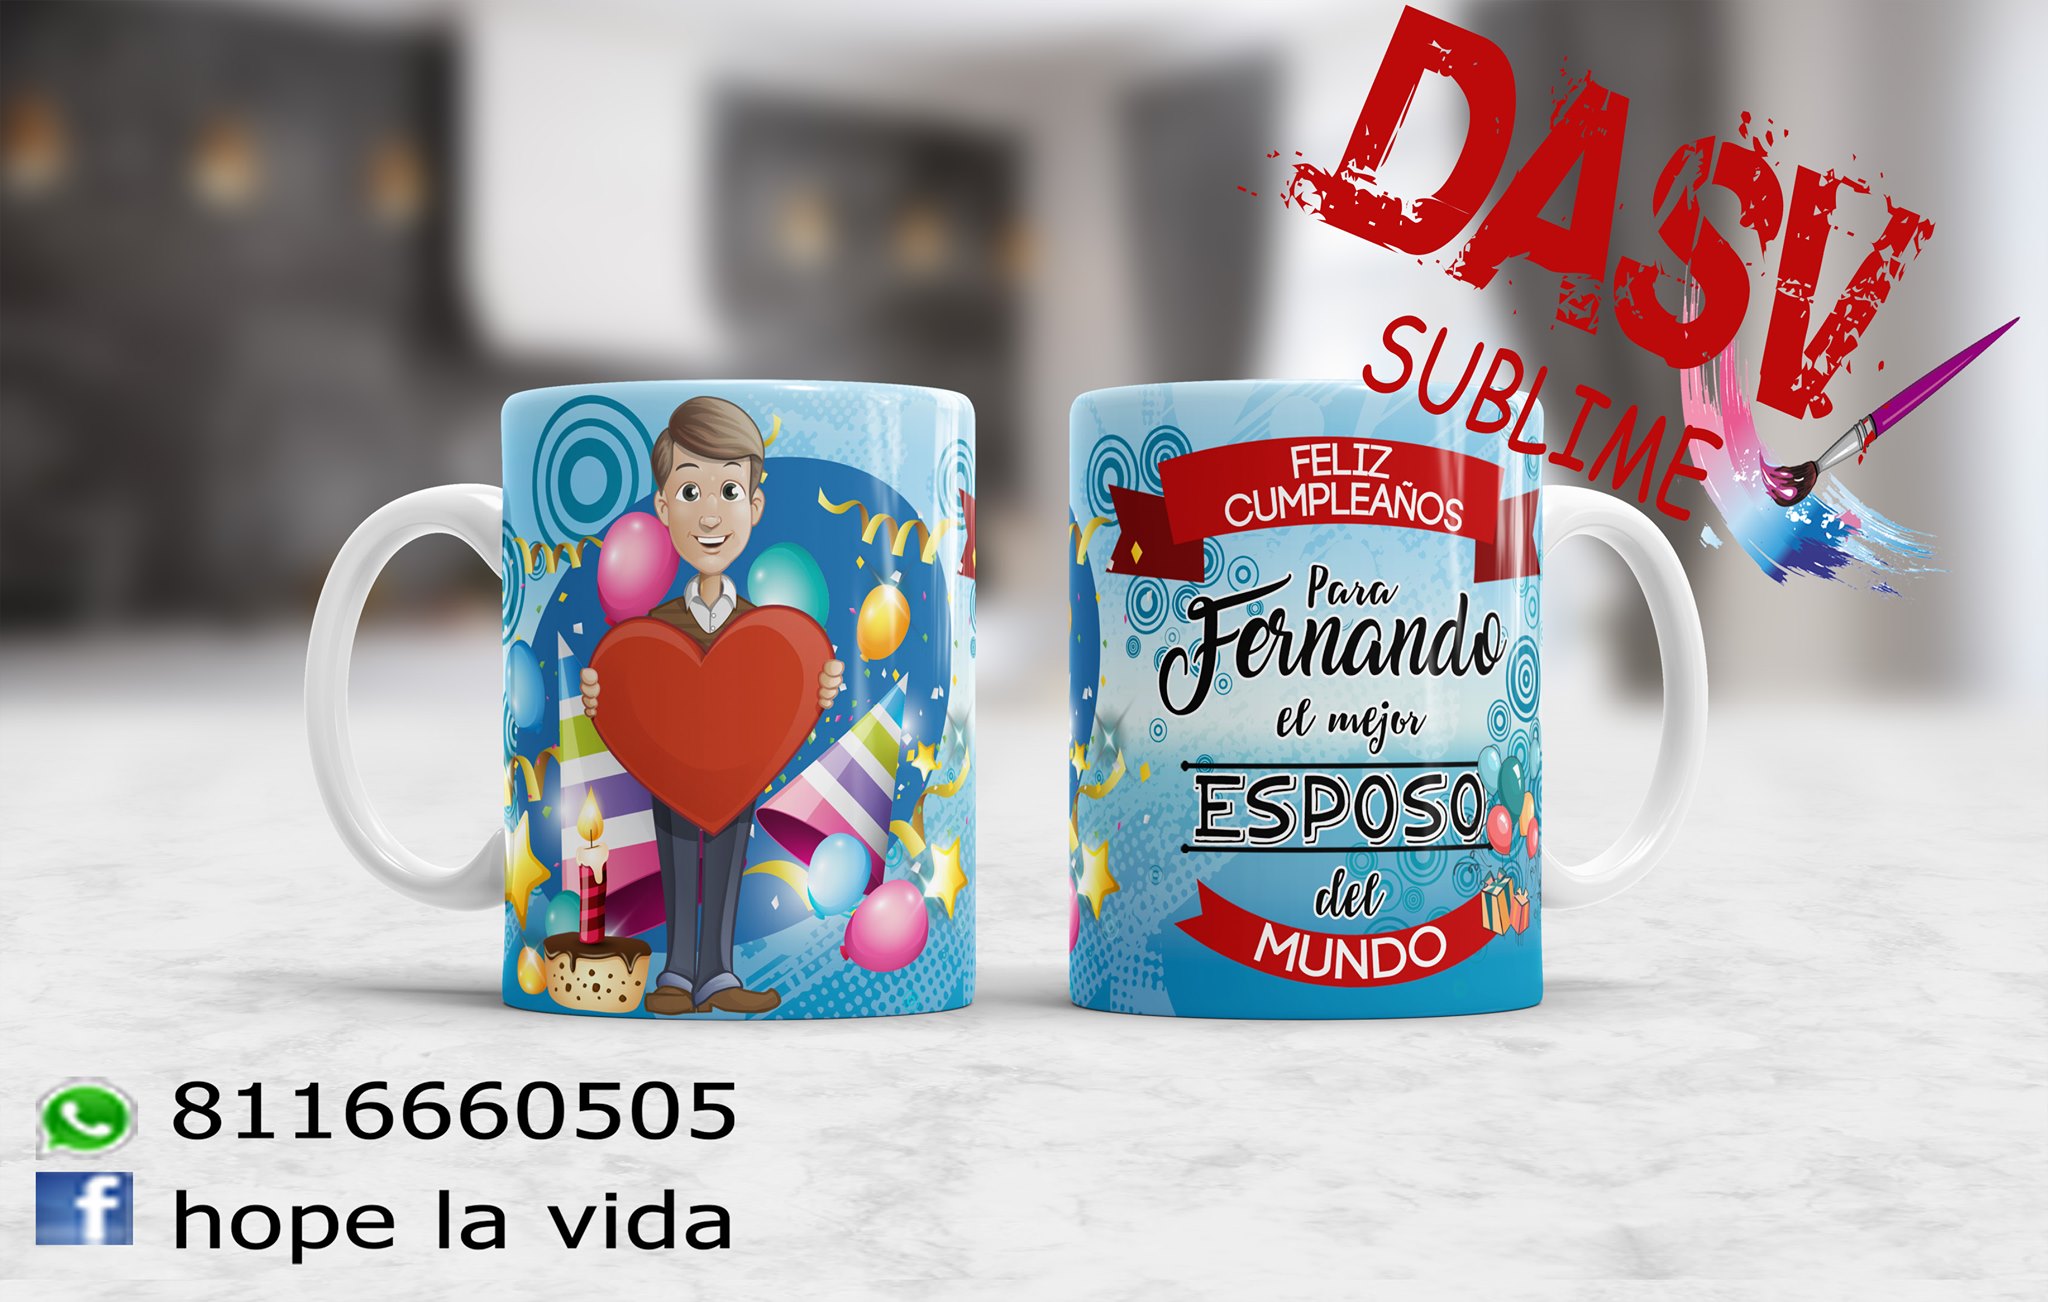 DASV
SUBLIME
FELIZ
CUMPLEAÑOS
Para
Fernando
el mejor
ESPOSO
del
MUNDO
8116660505
f
hope la vida